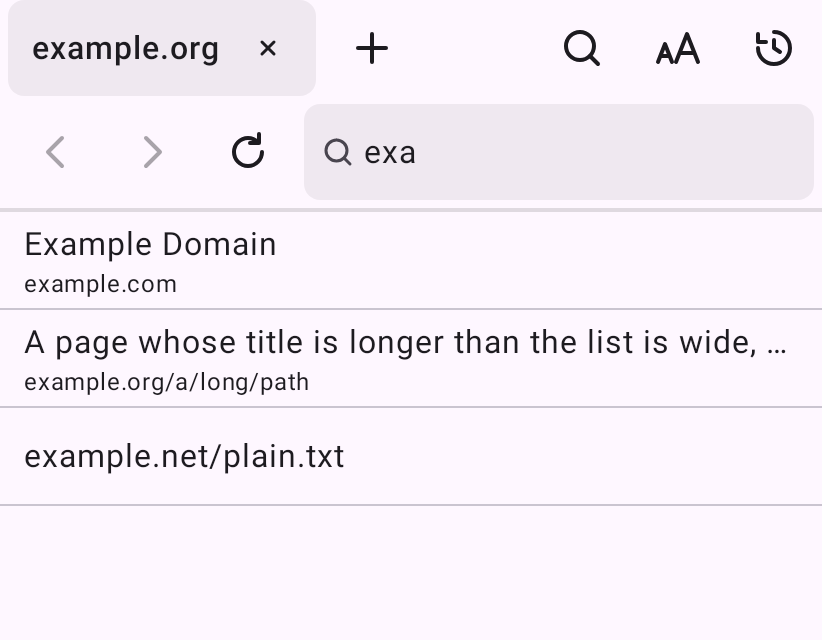 example.org
AA
exa
Example Domain
example.com
A page whose title is longer than the list is wide, …
example.org/a/long/path
example.net/plain.txt